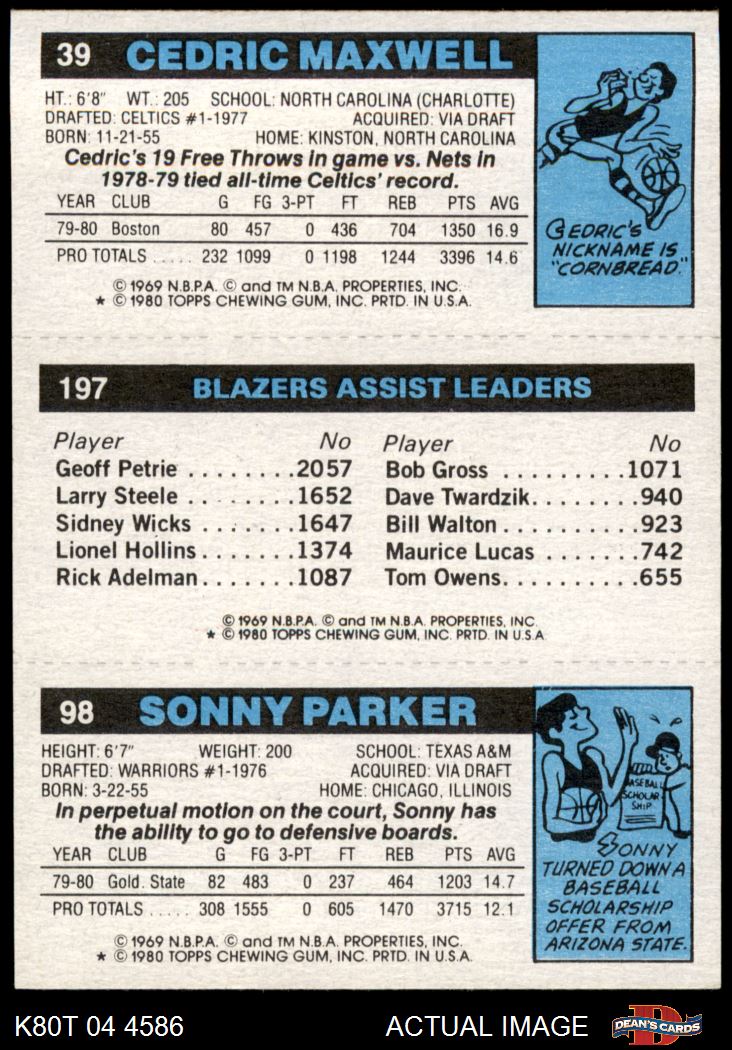 39 CEDRIC MAXWELL
HT.: 6'8" WT.: 205 SCHOOL: NORTH CAROLINA (CHARLOTTE)
DRAFTED: CELTICS #1-1977 ACQUIRED: VIA DRAFT
BORN: 11-21-55 HOME: KINSTON, NORTH CAROLINA
Cedric's 19 Free Throws in game vs. Nets in
1978-79 tied all-time Celtics' record.
YEAR CLUB G FG 3-PT FT REB PTS AVG
79-80 Boston 80 457 0 436 704 1350 16.9
PRO TOTALS ..... 232 1099 0 1198 1244 3396 14.6
© 1969 N.B.P.A. © and TM N.B.A. PROPERTIES, INC.
★ © 1980 TOPPS CHEWING GUM, INC. PRTD. IN U.S.A.
CEDRIC'S
NICKNAME IS
"CORNBREAD."
197 BLAZERS ASSIST LEADERS
Player No Player No
Geoff Petrie ........2057 Bob Gross .........1071
Larry Steele ........1652 Dave Twardzik........940
Sidney Wicks ........1647 Bill Walton..........923
Lionel Hollins.......1374 Maurice Lucas .......742
Rick Adelman.......1087 Tom Owens..........655
© 1969 N.B.P.A. © and TM N.B.A. PROPERTIES, INC.
★ © 1980 TOPPS CHEWING GUM, INC. PRTD. IN U.S.A.
98 SONNY PARKER
HEIGHT: 6'7" WEIGHT: 200 SCHOOL: TEXAS A&M
DRAFTED: WARRIORS #1-1976 ACQUIRED: VIA DRAFT
BORN: 3-22-55 HOME: CHICAGO, ILLINOIS
In perpetual motion on the court, Sonny has
the ability to go to defensive boards.
YEAR CLUB G FG 3-PT FT REB PTS AVG
79-80 Gold. State 82 483 0 237 464 1203 14.7
PRO TOTALS ..... 308 1555 0 605 1470 3715 12.1
© 1969 N.B.P.A. © and TM N.B.A. PROPERTIES, INC.
★ © 1980 TOPPS CHEWING GUM, INC. PRTD. IN U.S.A.
BASEBALL
SCHOLAR
SHIP
SONNY
TURNED DOWN A
BASEBALL
SCHOLARSHIP
OFFER FROM
ARIZONA STATE.
K80T 04 4586 ACTUAL IMAGE DEAN'S CARDS